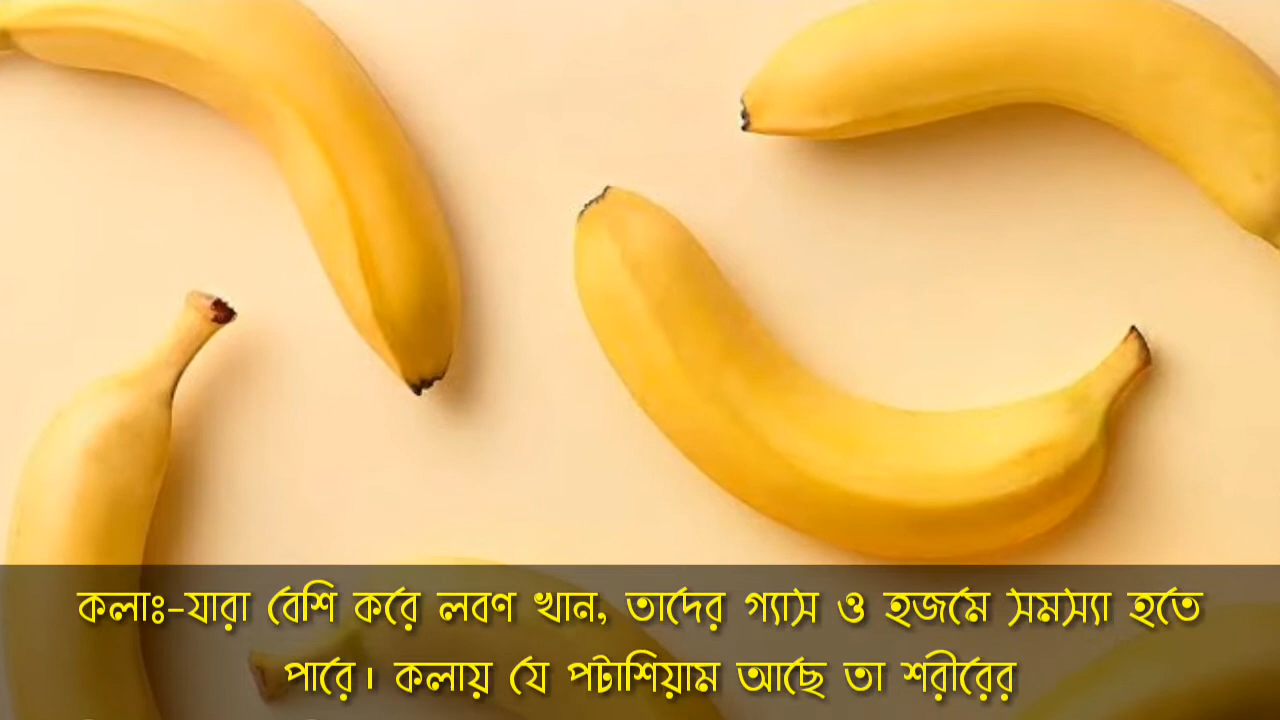 কলাঃ-যারা বেশি করে লবণ খান, তাদের গ্যাস ও হজমে সমস্যা হতে
পারে। কলায় যে পটাশিয়াম আছে তা শরীরের